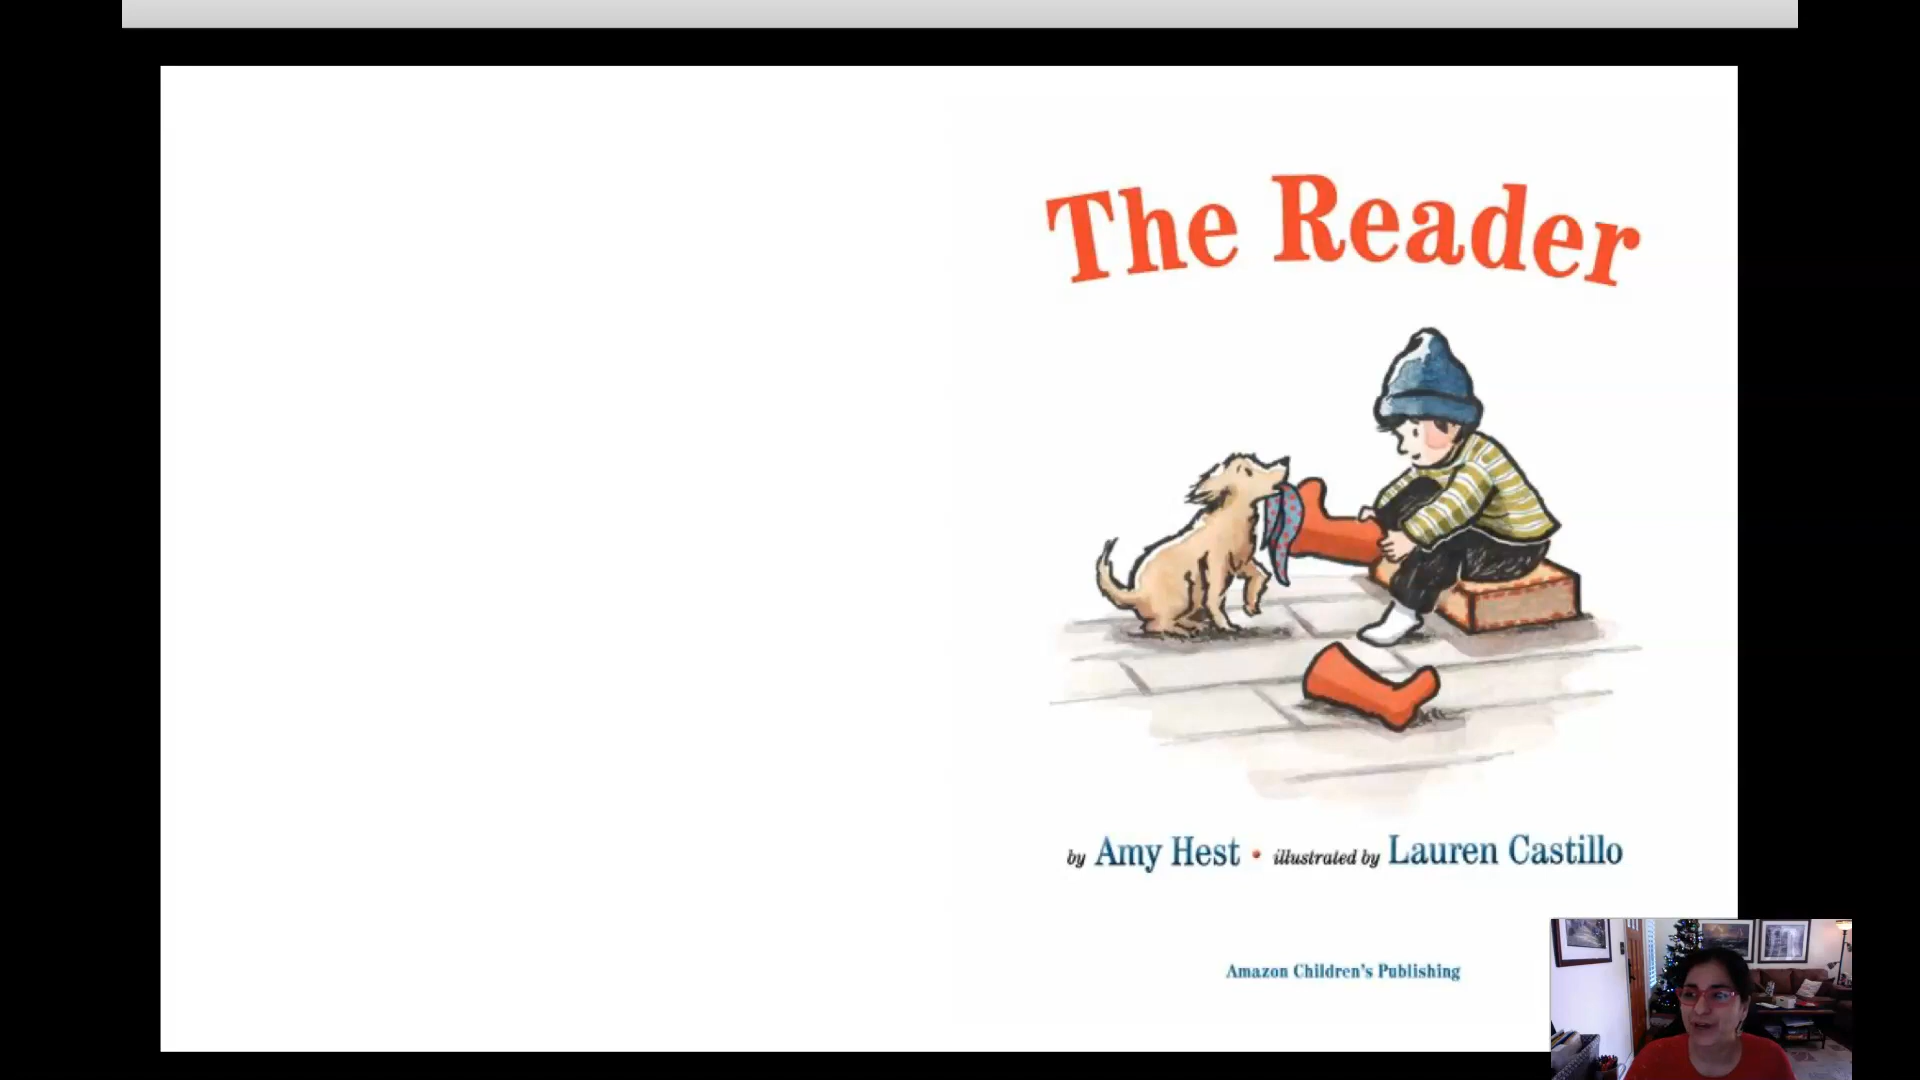 The Reader
by Amy Hest • illustrated by Lauren Castillo
Amazon Children's Publishing